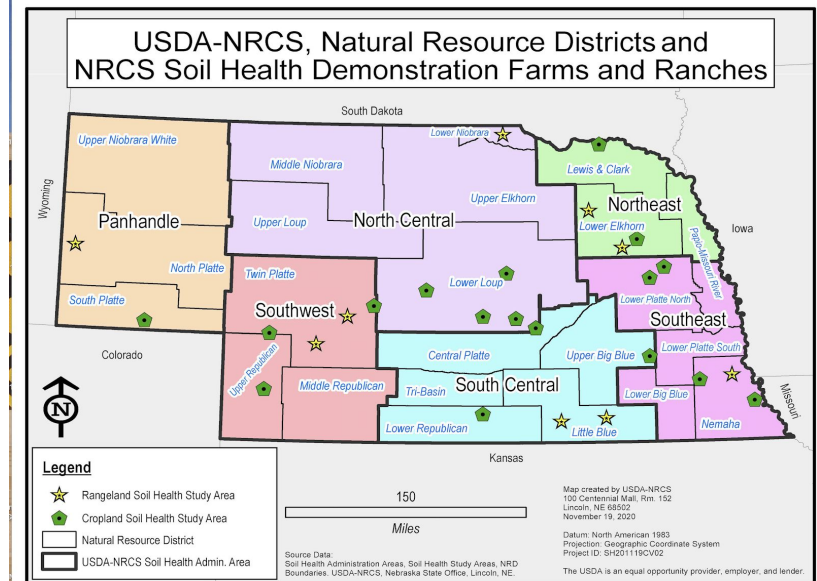 USDA-NRCS, Natural Resource Districts and
NRCS Soil Health Demonstration Farms and Ranches
South Dakota
Lower Niobrara
Upper Niobrara White
Middle Niobrara
Lewis & Clark
Wyoming
Upper Elkhorn
Northeast
Panhandle
Upper Loup
North Central
Lower Elkhorn
Iowa
Papio-Missouri River
North Platte
Twin Platte
Lower Loup
South Platte
Lower Platte North
Southwest
Southeast
Colorado
Central Platte
Upper Big Blue
Lower Platte South
Upper Republican
Middle Republican
Tri-Basin
South Central
Lower Big Blue
Missouri
Lower Republican
Little Blue
Nemaha
N
Kansas
Legend
Rangeland Soil Health Study Area
Cropland Soil Health Study Area
Natural Resource District
USDA-NRCS Soil Health Admin. Area
150
Miles
Source Data:
Soil Health Administration Areas, Soil Health Study Areas, NRD
Boundaries. USDA-NRCS, Nebraska State Office, Lincoln, NE.
Map created by USDA-NRCS
100 Centennial Mall, Rm. 152
Lincoln, NE 68502
November 19, 2020
Datum: North American 1983
Projection: Geographic Coordinate System
Project ID: SH201119CV02
The USDA is an equal opportunity provider, employer, and lender.